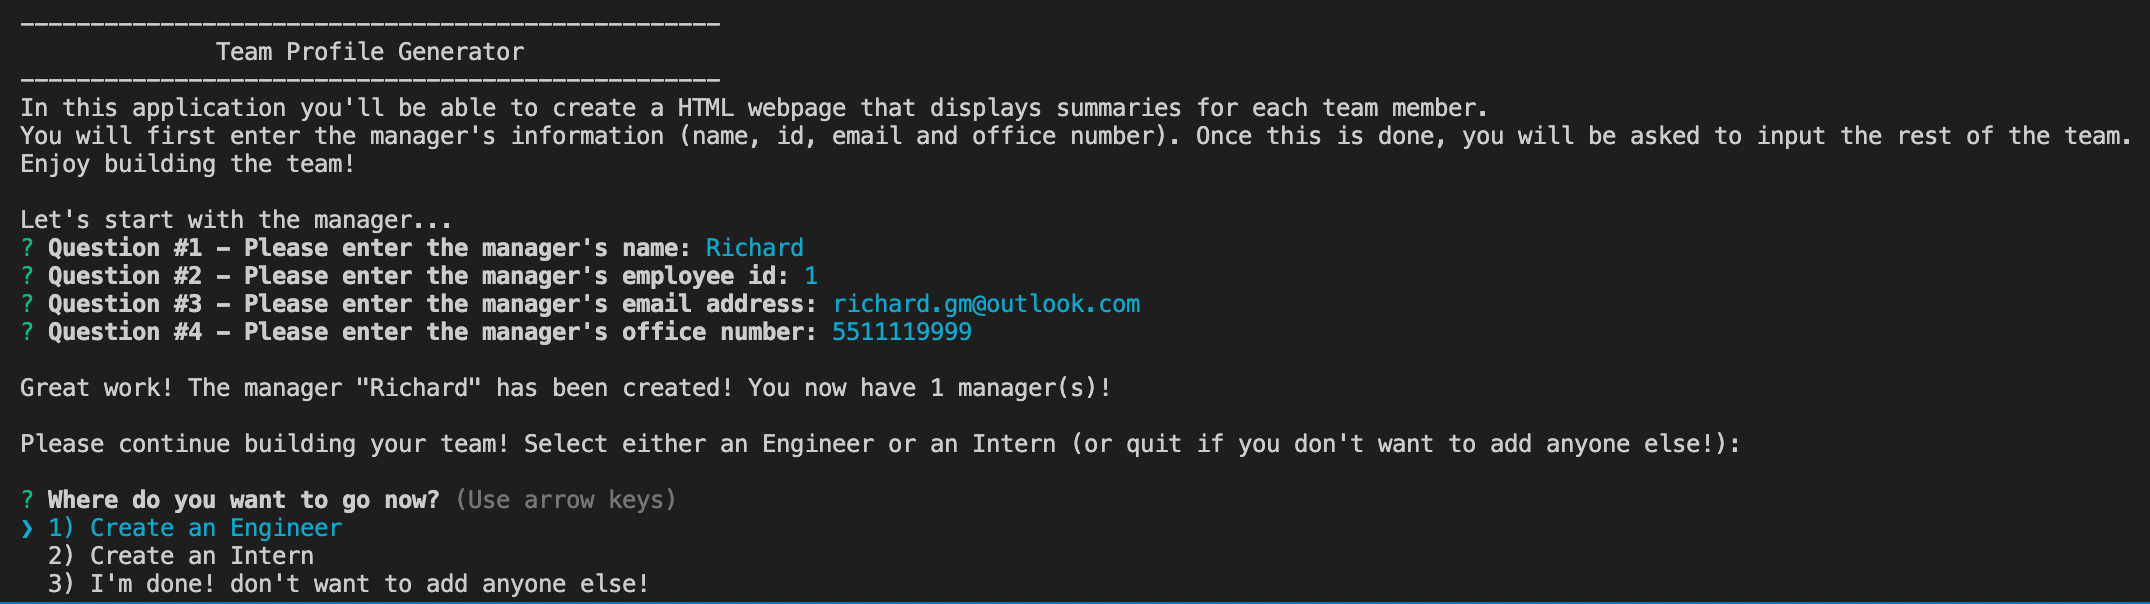 --------------------------------------------------
Team Profile Generator
--------------------------------------------------
In this application you'll be able to create a HTML webpage that displays summaries for each team member.
You will first enter the manager's information (name, id, email and office number). Once this is done, you will be asked to input the rest of the team.
Enjoy building the team!
Let's start with the manager...
? Question #1 - Please enter the manager's name: Richard
? Question #2 - Please enter the manager's employee id: 1
? Question #3 - Please enter the manager's email address: richard.gm@outlook.com
? Question #4 - Please enter the manager's office number: 5511119999
Great work! The manager "Richard" has been created! You now have 1 manager(s)!
Please continue building your team! Select either an Engineer or an Intern (or quit if you don't want to add anyone else!):
? Where do you want to go now? (Use arrow keys)
❯ 1) Create an Engineer
2) Create an Intern
3) I'm done! don't want to add anyone else!